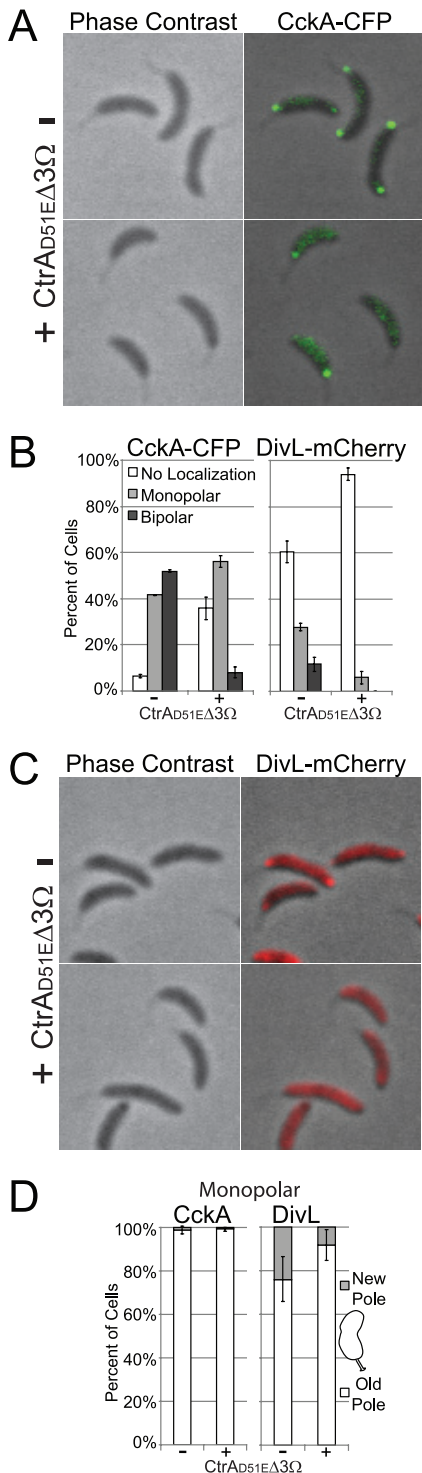 A
Phase Contrast
CckA-CFP
+ CtrAD51EΔ3Ω -
B
CckA-CFP
DivL-mCherry
100%
80%
60%
40%
20%
0%
Percent of Cells
No Localization
Monopolar
Bipolar
- +
- +
CtrAD51EΔ3Ω
CtrAD51EΔ3Ω
C
Phase Contrast
DivL-mCherry
+ CtrAD51EΔ3Ω -
D
Monopolar
CckA
DivL
100%
80%
60%
40%
20%
0%
Percent of Cells
New
Pole
Old
Pole
- +
- +
CtrAD51EΔ3Ω